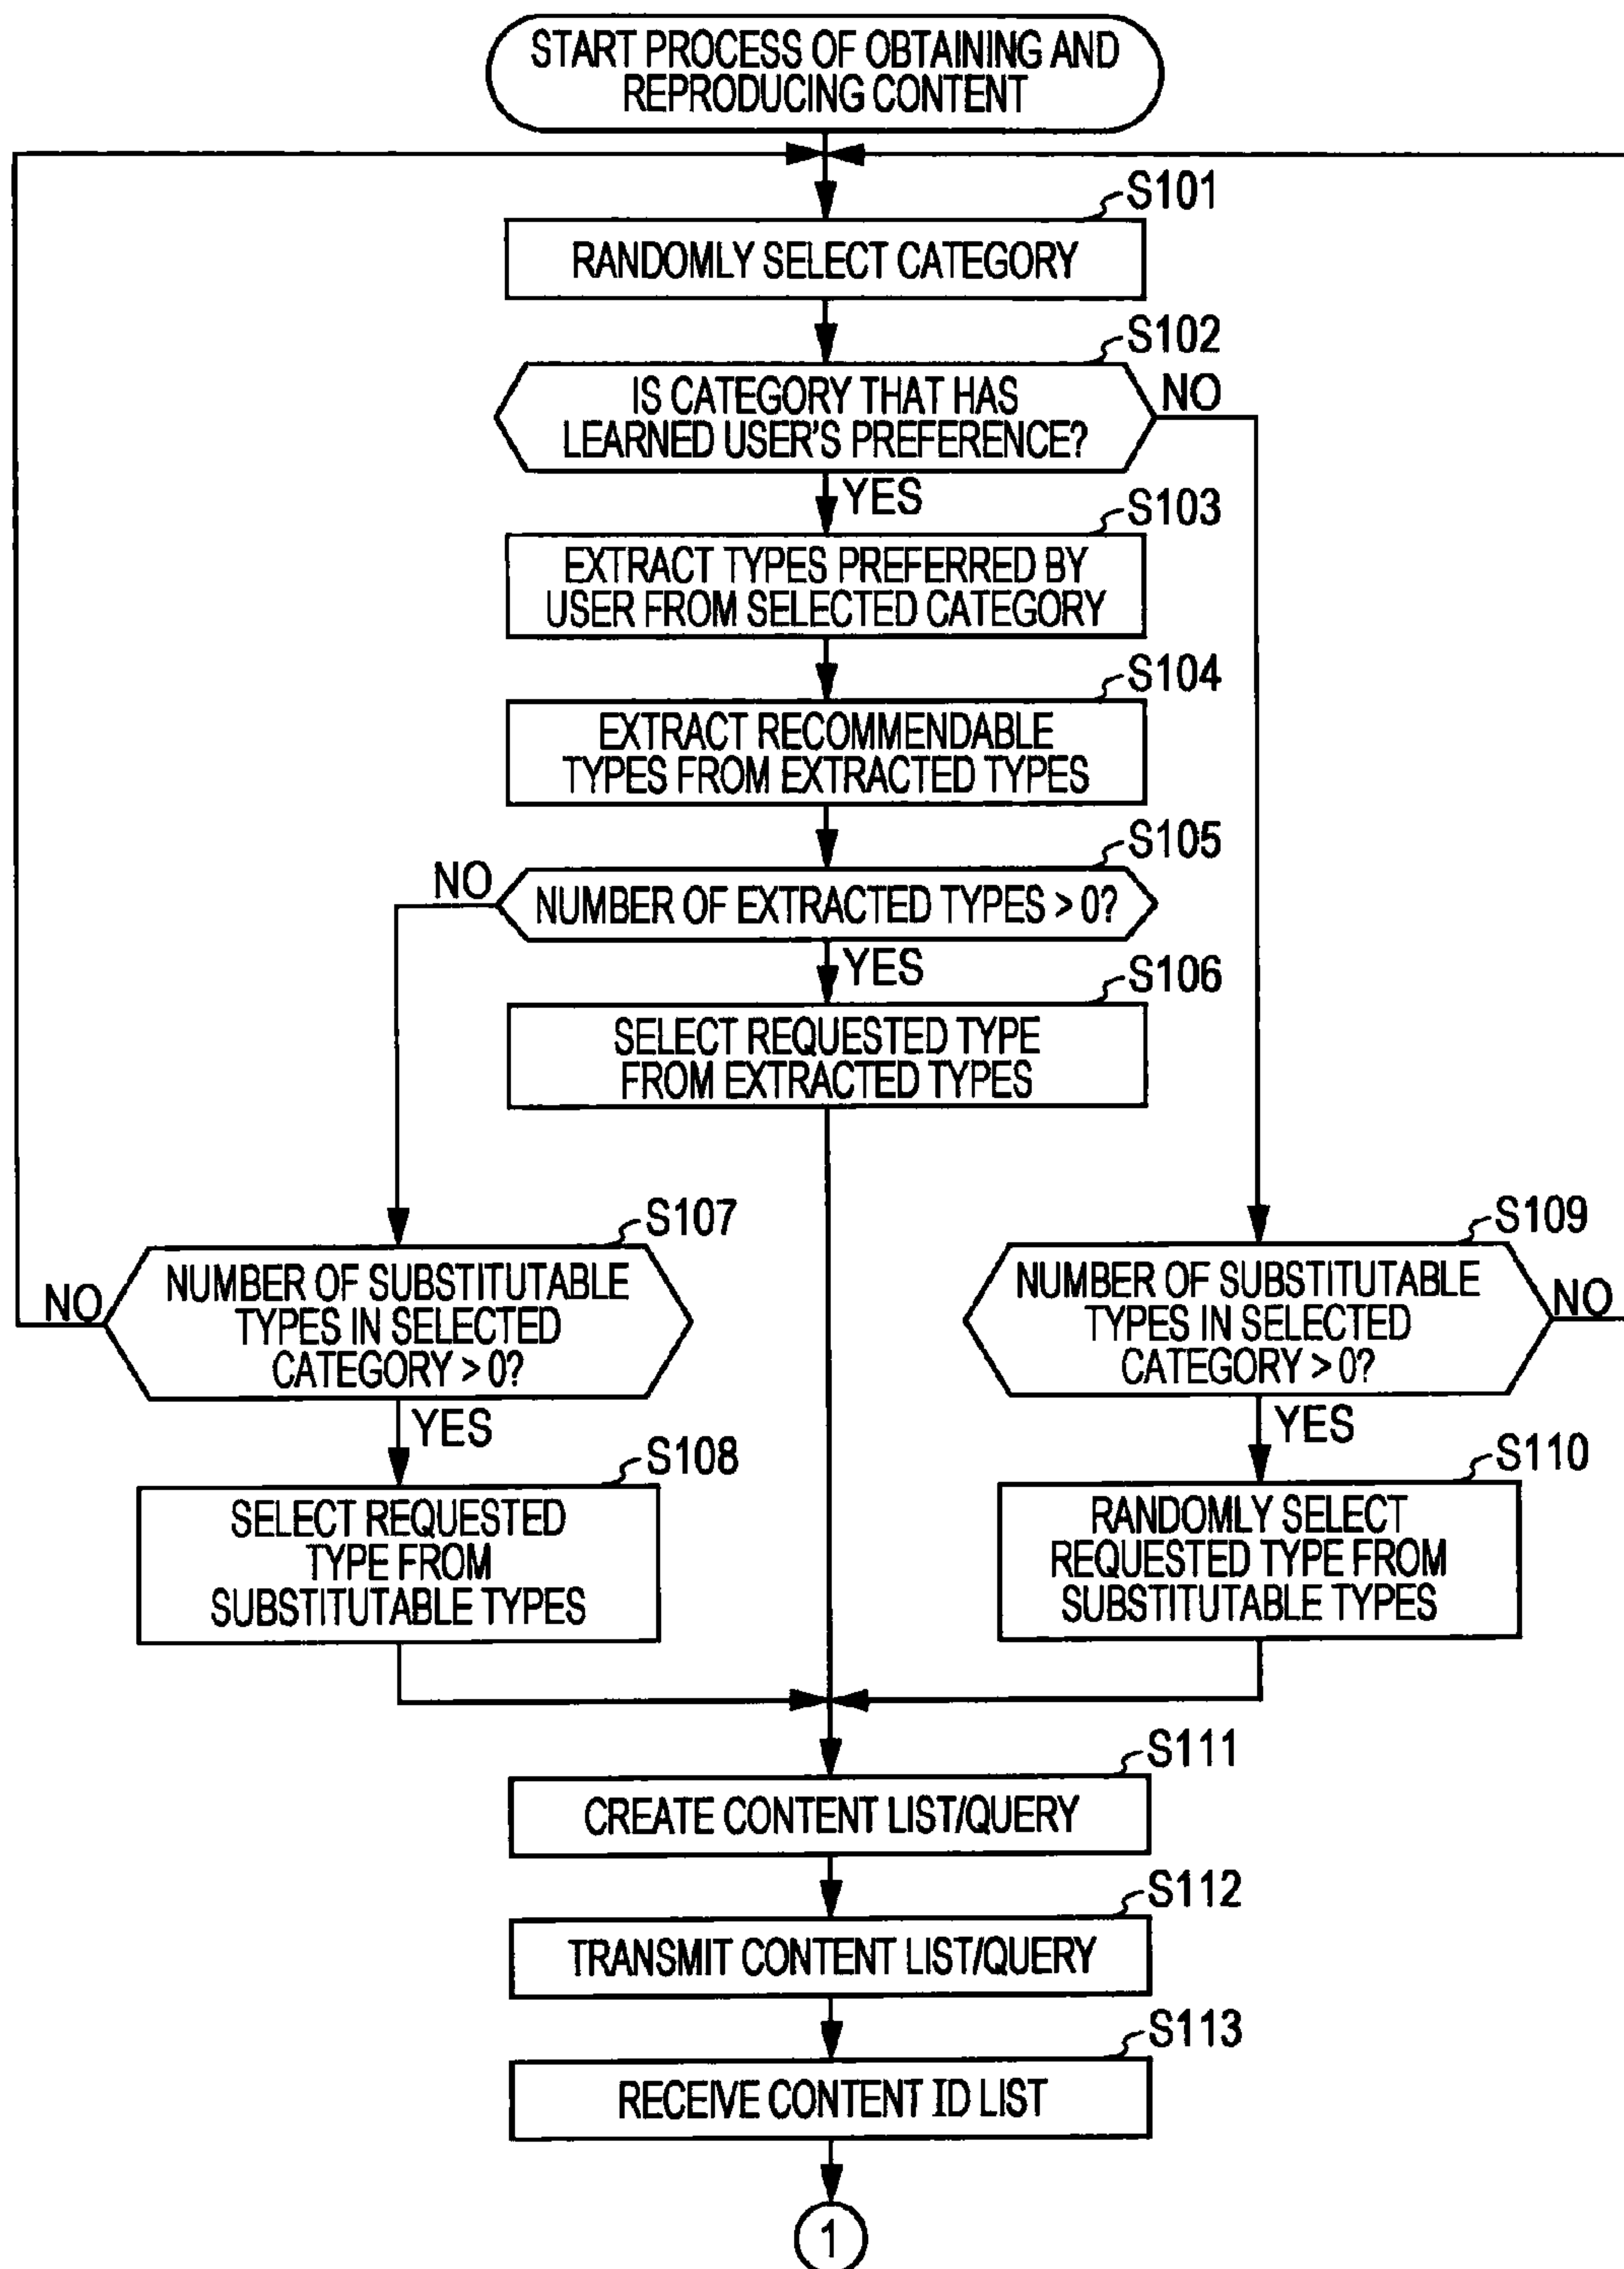 START PROCESS OF OBTAINING AND
REPRODUCING CONTENT
S101
RANDOMLY SELECT CATEGORY
S102
IS CATEGORY THAT HAS
LEARNED USER'S PREFERENCE?
NO
YES
S103
EXTRACT TYPES PREFERRED BY
USER FROM SELECTED CATEGORY
S104
EXTRACT RECOMMENDABLE
TYPES FROM EXTRACTED TYPES
S105
NO
NUMBER OF EXTRACTED TYPES > 0?
YES
S106
SELECT REQUESTED TYPE
FROM EXTRACTED TYPES
S107
NUMBER OF SUBSTITUTABLE
TYPES IN SELECTED
CATEGORY > 0?
NO
YES
S108
SELECT REQUESTED
TYPE FROM
SUBSTITUTABLE TYPES
S109
NUMBER OF SUBSTITUTABLE
TYPES IN SELECTED
CATEGORY > 0?
NO
YES
S110
RANDOMLY SELECT
REQUESTED TYPE FROM
SUBSTITUTABLE TYPES
S111
CREATE CONTENT LIST/QUERY
S112
TRANSMIT CONTENT LIST/QUERY
S113
RECEIVE CONTENT ID LIST
1